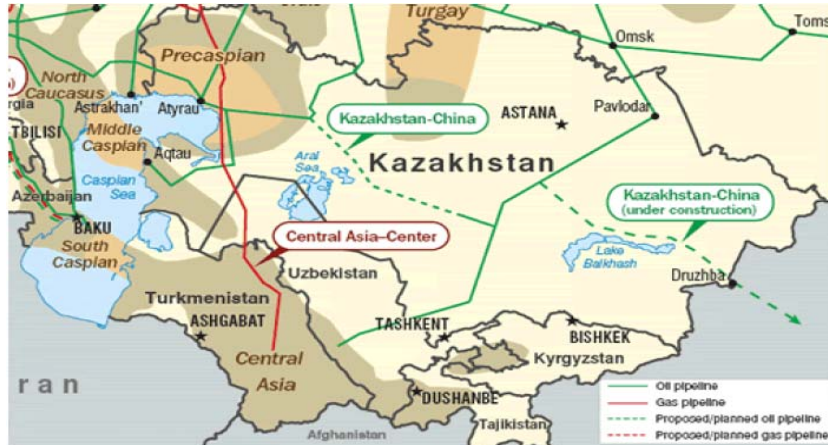 Turgay
Omsk
Toms
Precaspian
North
Caucasus
Astrakhan'
Atyrau
ASTANA
Pavlodar
rgia
TBILISI
Kazakhstan-China
Middle
Caspian
Aqtau
Aral
Sea
Kazakhstan
Caspian
Sea
Azerbaijan
BAKU
Kazakhstan-China
(under construction)
South
Caspian
Central Asia–Center
Uzbekistan
Lake
Balkhash
Druzhba
Turkmenistan
ASHGABAT
TASHKENT
BISHKEK
Kyrgyzstan
Central
Asia
ran
DUSHANBE
Tajikistan
Afghanistan
Oil pipeline
Gas pipeline
Proposed/planned oil pipeline
Proposed/planned gas pipeline